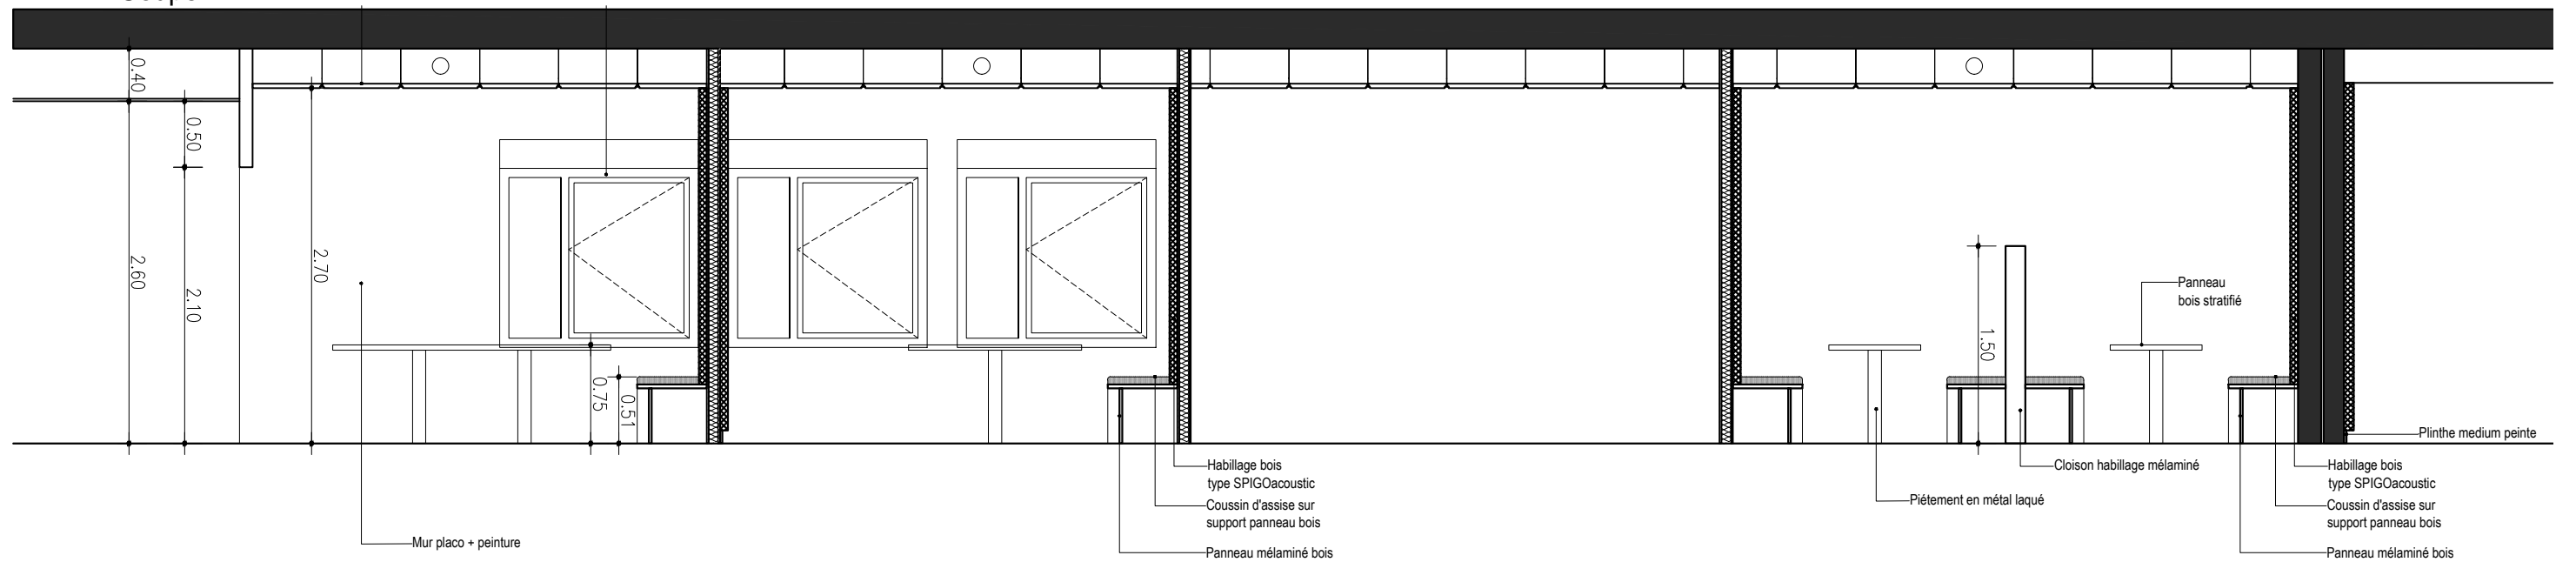 0.40
0.50
2.60
2.10
2.70
0.75
0.51
1.50
Panneau
bois stratifié
Plinthe medium peinte
Habillage bois
type SPIGOacoustic
Coussin d'assise sur
support panneau bois
Panneau mélaminé bois
Mur placo + peinture
Cloison habillage mélaminé
Piétement en métal laqué
Habillage bois
type SPIGOacoustic
Coussin d'assise sur
support panneau bois
Panneau mélaminé bois